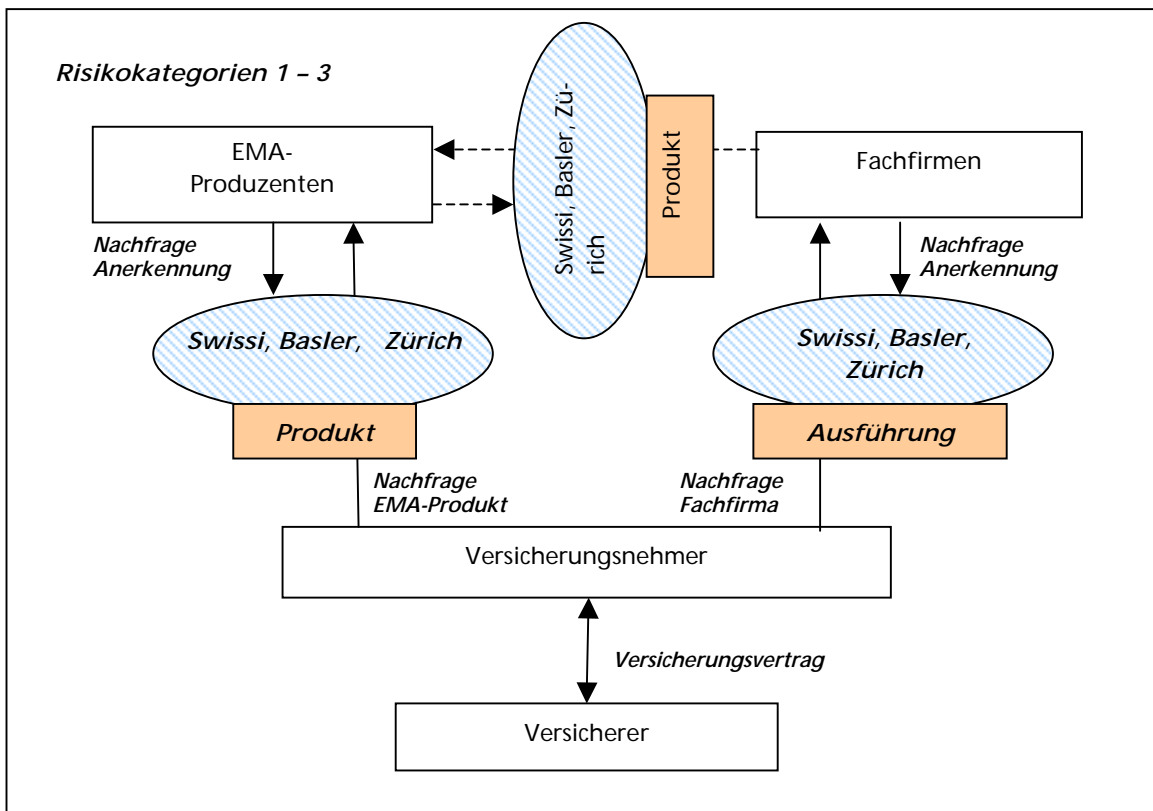 Risikokategorien 1 – 3
EMA-
Produzenten
Swissi, Basler, Zü-
rich
Produkt
Fachfirmen
Nachfrage
Anerkennung
Nachfrage
Anerkennung
Swissi, Basler, Zürich
Produkt
Swissi, Basler,
Zürich
Ausführung
Nachfrage
EMA-Produkt
Nachfrage
Fachfirma
Versicherungsnehmer
Versicherungsvertrag
Versicherer